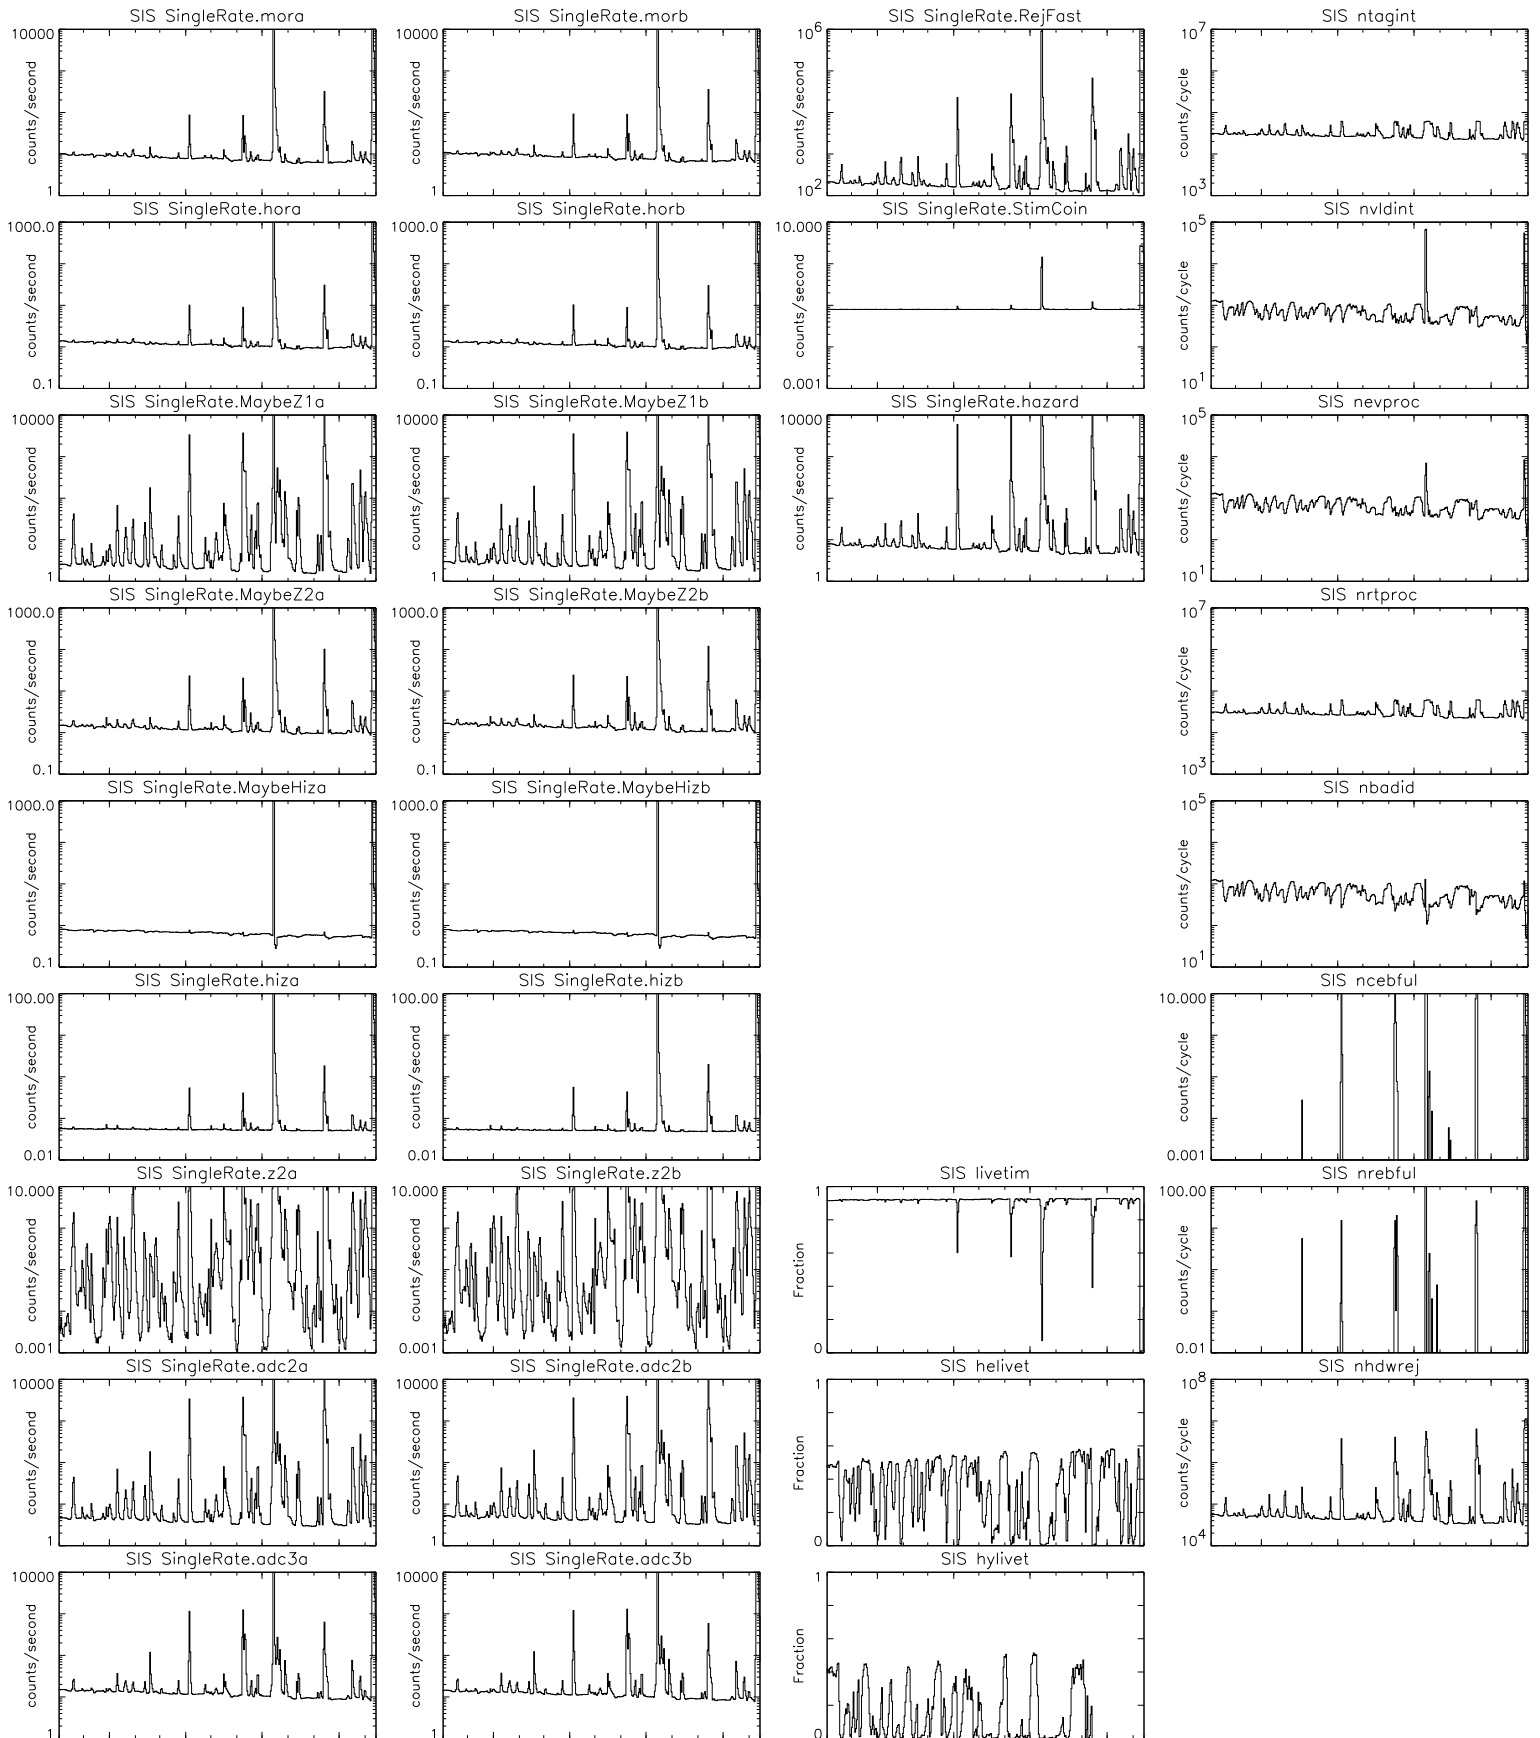 SIS SingleRate.mora
SIS SingleRate.morb
SIS SingleRate.RejFast
SIS ntagint
10000
counts/second
1
10000
counts/second
1
10^6
counts/second
10^2
10^7
counts/cycle
10^3
SIS SingleRate.hora
SIS SingleRate.horb
SIS SingleRate.StimCoin
SIS nvldint
1000.0
counts/second
0.1
1000.0
counts/second
0.1
10.000
counts/second
0.001
10^5
counts/cycle
10^1
SIS SingleRate.MaybeZ1a
SIS SingleRate.MaybeZ1b
SIS SingleRate.hazard
SIS nevproc
10000
counts/second
1
10000
counts/second
1
10000
counts/second
1
10^5
counts/cycle
10^1
SIS SingleRate.MaybeZ2a
SIS SingleRate.MaybeZ2b
SIS nrtproc
1000.0
counts/second
0.1
1000.0
counts/second
0.1
10^7
counts/cycle
10^3
SIS SingleRate.MaybeHiza
SIS SingleRate.MaybeHizb
SIS nbadid
1000.0
counts/second
0.1
1000.0
counts/second
0.1
10^5
counts/cycle
10^1
SIS SingleRate.hiza
SIS SingleRate.hizb
SIS ncebful
100.00
counts/second
0.01
100.00
counts/second
0.01
10.000
counts/cycle
0.001
SIS SingleRate.z2a
SIS SingleRate.z2b
SIS livetim
SIS nrebful
10.000
counts/second
0.001
10.000
counts/second
0.001
1
Fraction
0
100.00
counts/cycle
0.01
SIS SingleRate.adc2a
SIS SingleRate.adc2b
SIS helivet
SIS nhdwrej
10000
counts/second
1
10000
counts/second
1
1
Fraction
0
10^8
counts/cycle
10^4
SIS SingleRate.adc3a
SIS SingleRate.adc3b
SIS hylivet
10000
counts/second
1
10000
counts/second
1
1
Fraction
0